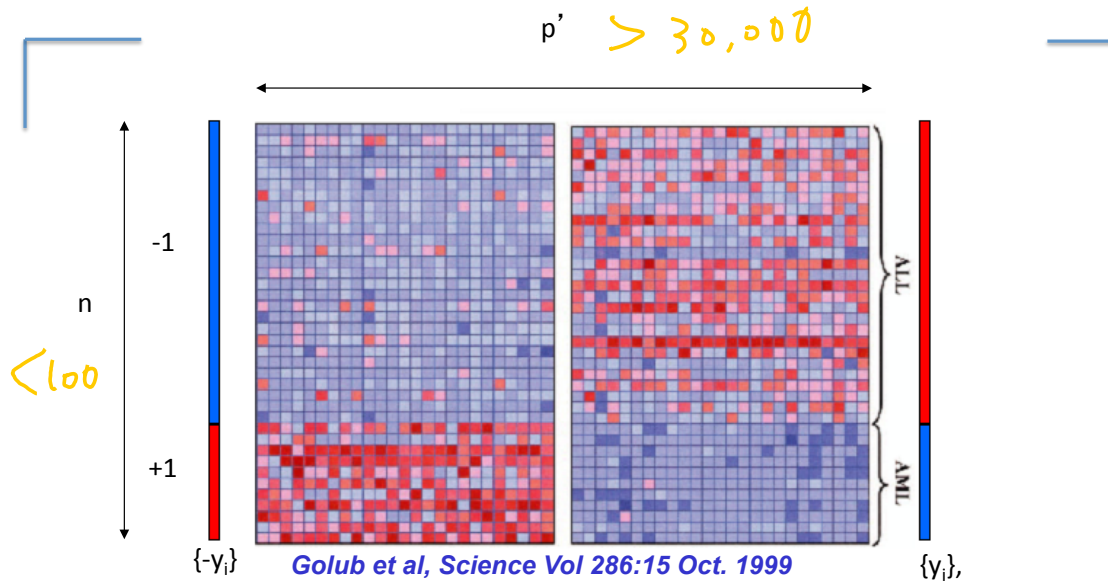 p’ > 30,000
-1
n
<100
+1
ALL
AML
{-yᵢ}
Golub et al, Science Vol 286:15 Oct. 1999
{yᵢ},